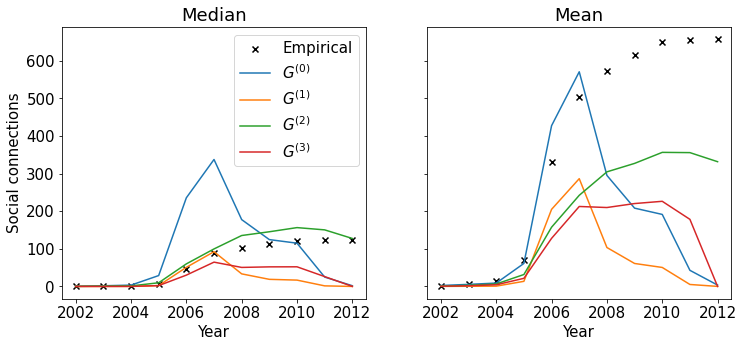 Median
Mean
Social connections
600
500
400
300
200
100
0
Empirical
G^(0)
G^(1)
G^(2)
G^(3)
2002 2004 2006 2008 2010 2012
Year
2002 2004 2006 2008 2010 2012
Year